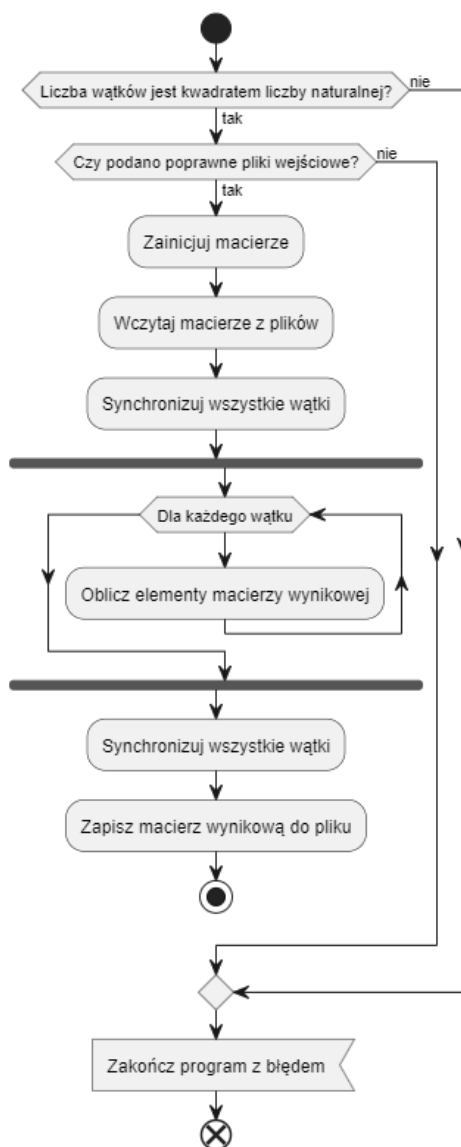 Liczba wątków jest kwadratem liczby naturalnej?
nie
tak
Czy podano poprawne pliki wejściowe?
nie
tak
Zainicjuj macierze
Wczytaj macierze z plików
Synchronizuj wszystkie wątki
Dla każdego wątku
Oblicz elementy macierzy wynikowej
Synchronizuj wszystkie wątki
Zapisz macierz wynikową do pliku
Zakończ program z błędem